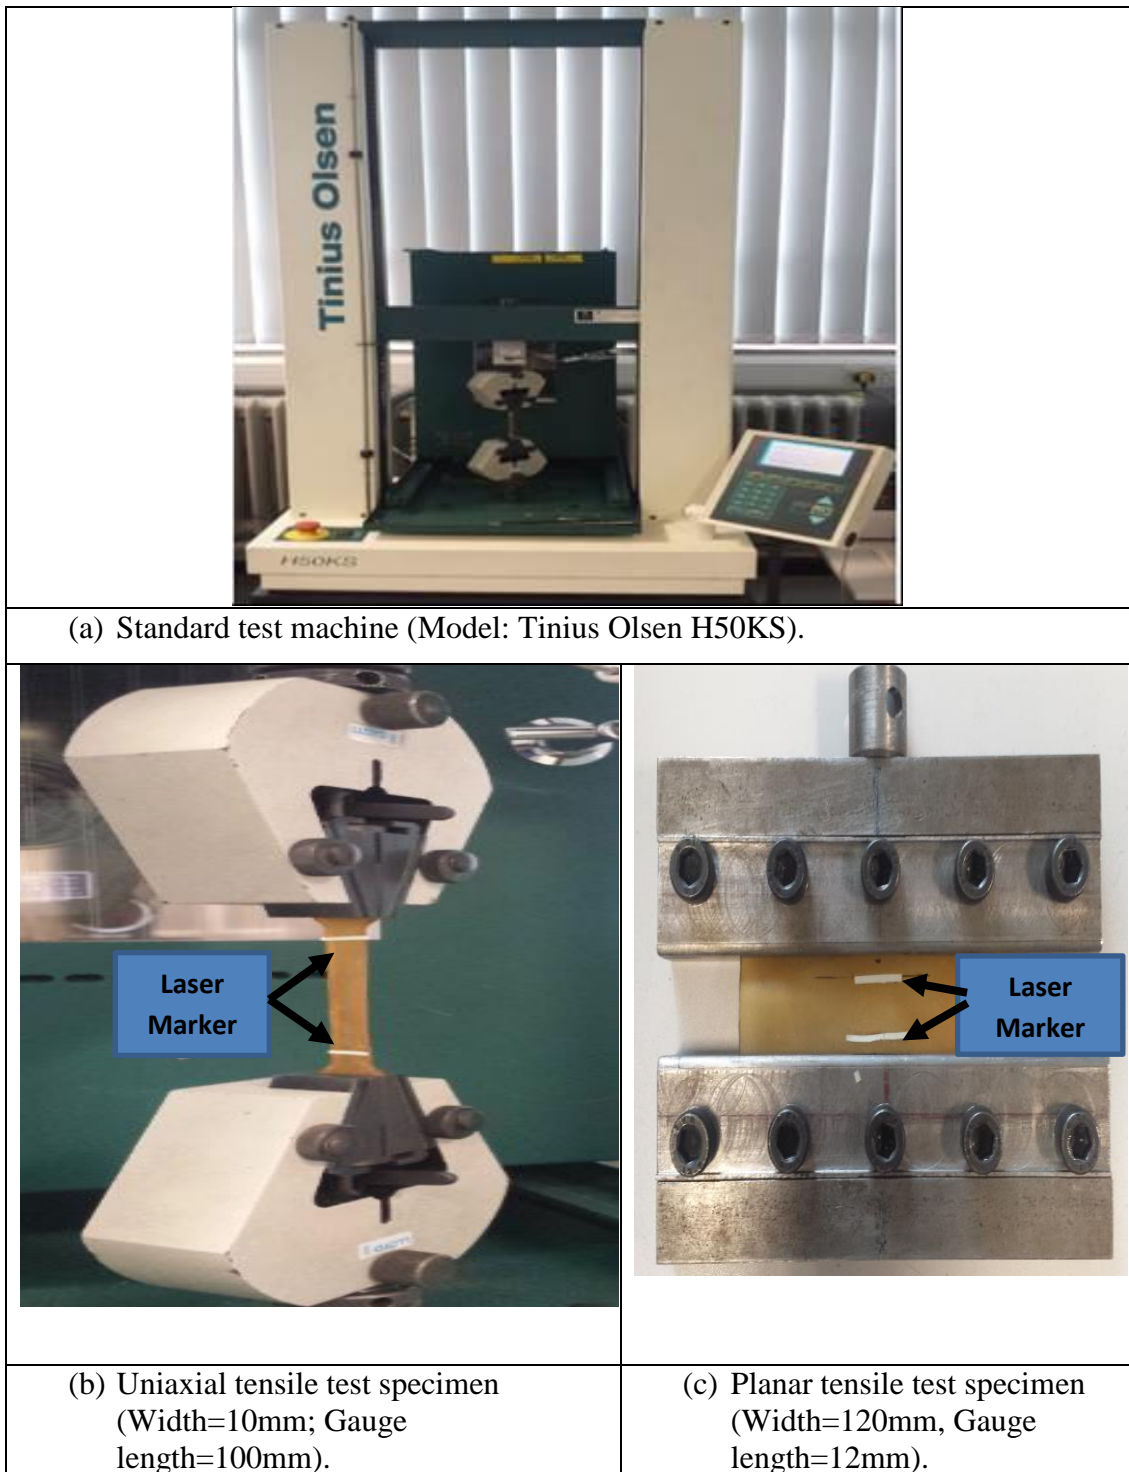 Tinius Olsen
H50KS
(a) Standard test machine (Model: Tinius Olsen H50KS).
Laser
Marker
Laser
Marker
(b) Uniaxial tensile test specimen
(Width=10mm; Gauge
length=100mm).
(c) Planar tensile test specimen
(Width=120mm, Gauge
length=12mm).